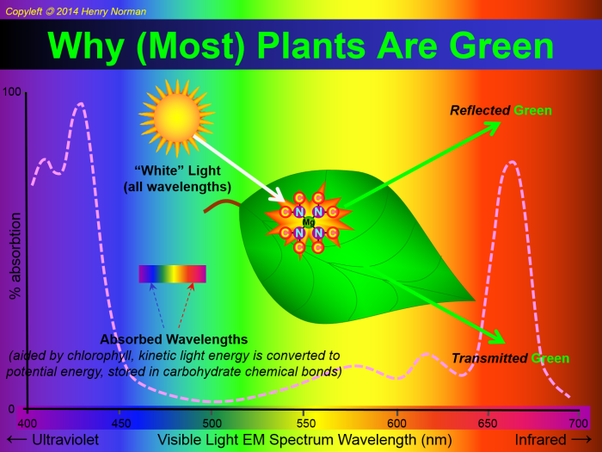 Copyleft 🄯 2014 Henry Norman
Why (Most) Plants Are Green
100
Reflected Green
"White" Light
(all wavelengths)
C C
C N N C
Mg
C N N C
C C
% absorbtion
Absorbed Wavelengths
(aided by chlorophyll, kinetic light energy is converted to
potential energy, stored in carbohydrate chemical bonds)
Transmitted Green
0
400 450 500 550 600 650 700
← Ultraviolet Visible Light EM Spectrum Wavelength (nm) Infrared →